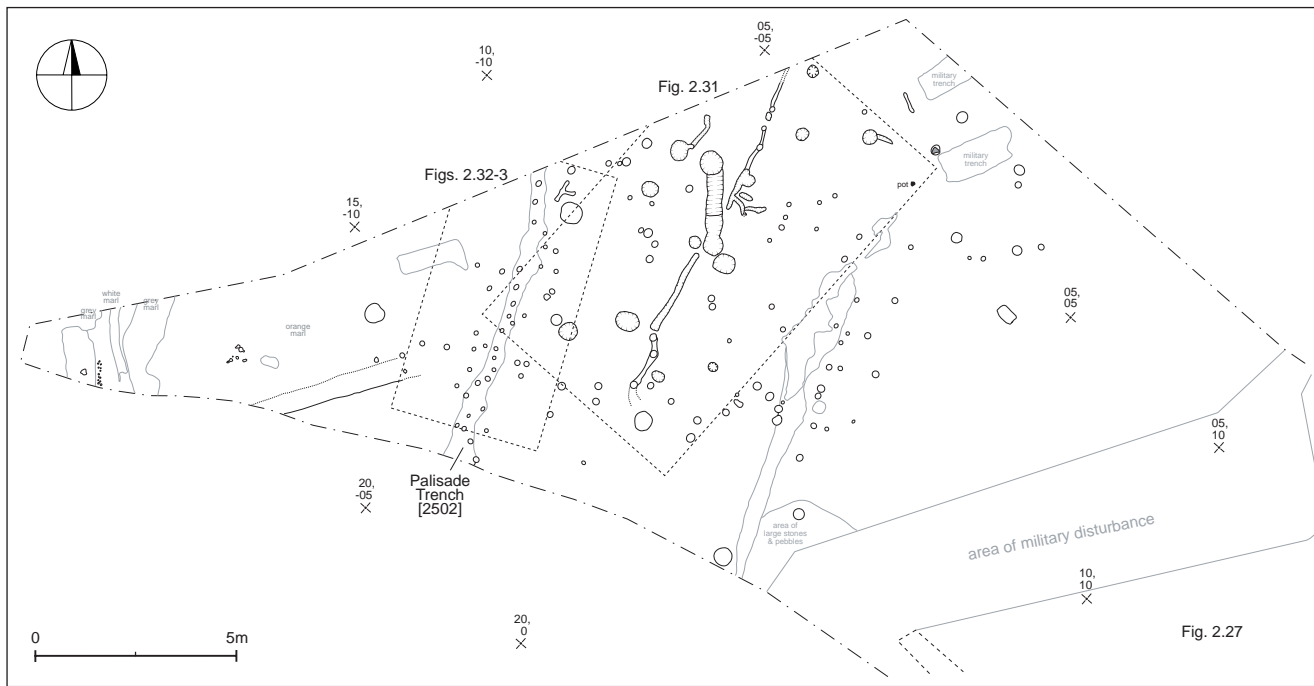 05,
-05
10,
-10
Fig. 2.31
military
trench
military
trench
Figs. 2.32-3
pot
15,
-10
white
marl
grey
marl
grey
marl
orange
marl
05,
05
05,
10
Palisade
Trench
[2502]
20,
-05
area of
large stones
& pebbles
area of military disturbance
10,
10
20,
0
Fig. 2.27
0
5m